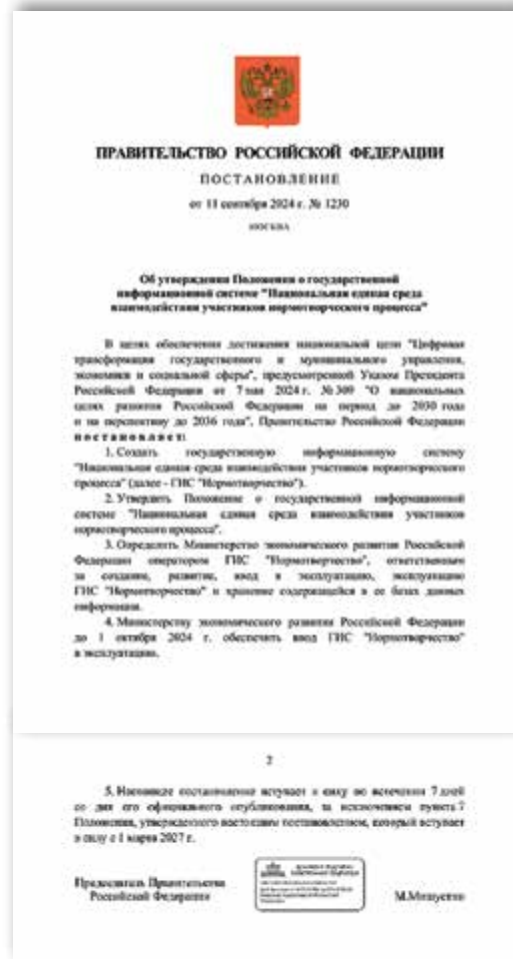 ПРАВИТЕЛЬСТВО РОССИЙСКОЙ ФЕДЕРАЦИИ
ПОСТАНОВЛЕНИЕ
от 11 сентября 2024 г. № 1230
МОСКВА
Об утверждении Положения о государственной
информационной системе "Национальная единая среда
взаимодействия участников нормотворческого процесса"
В целях обеспечения достижения национальной цели "Цифровая
трансформация государственного и муниципального управления,
экономики и социальной сферы", предусмотренной Указом Президента
Российской Федерации от 7 мая 2024 г. № 309 "О национальных
целях развития Российской Федерации на период до 2030 года
и на перспективу до 2036 года", Правительство Российской Федерации
постановляет:
1. Создать государственную информационную систему
"Национальная единая среда взаимодействия участников нормотворческого
процесса" (далее - ГИС "Нормотворчество").
2. Утвердить Положение о государственной информационной
системе "Национальная единая среда взаимодействия участников
нормотворческого процесса".
3. Определить Министерство экономического развития Российской
Федерации оператором ГИС "Нормотворчество", ответственным
за создание, развитие, ввод в эксплуатацию, эксплуатацию
ГИС "Нормотворчество" и хранение содержащейся в ее базах данных
информации.
4. Министерству экономического развития Российской Федерации
до 1 октября 2024 г. обеспечить ввод ГИС "Нормотворчество"
в эксплуатацию.
2
5. Настоящее постановление вступает в силу по истечении 7 дней
со дня его официального опубликования, за исключением пункта 7
Положения, утвержденного настоящим постановлением, который вступает
в силу с 1 марта 2027 г.
Председатель Правительства
Российской Федерации
М.Мишустин